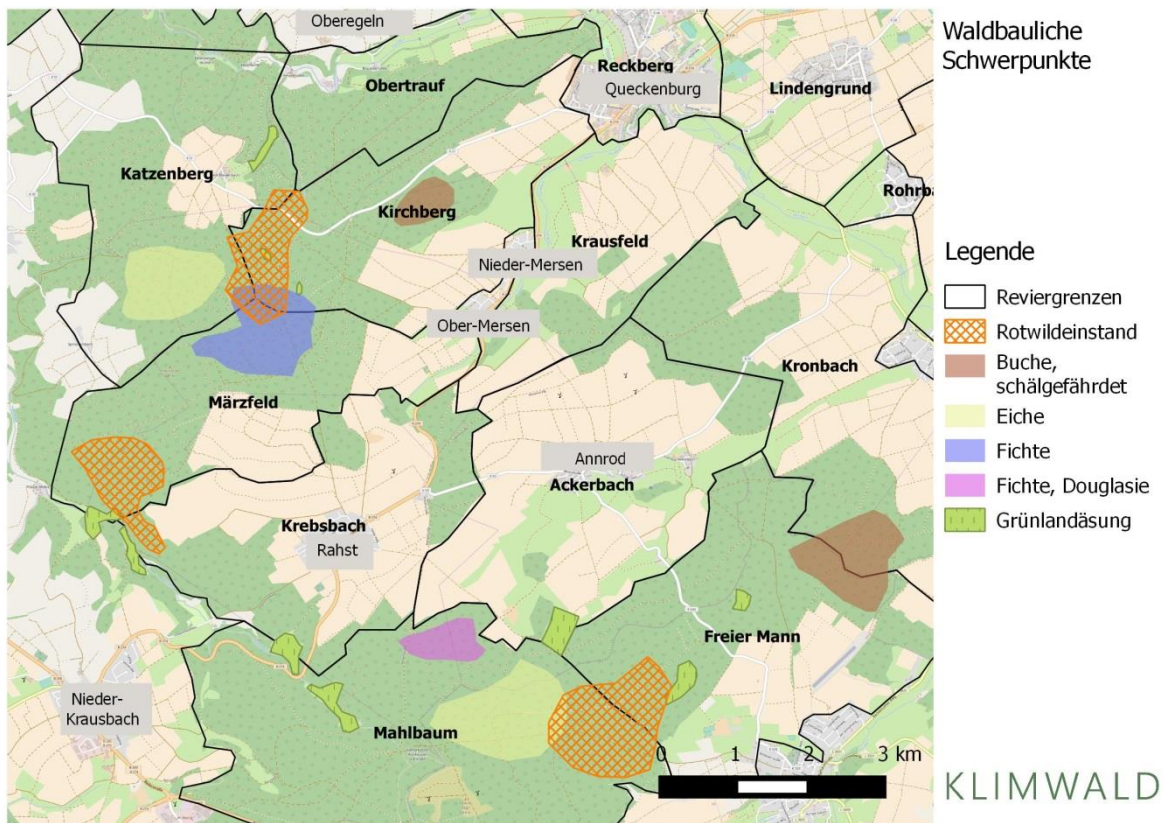 Oberegeln
Obertrauf
Reckberg
Queckenburg
Lindengrund
Katzenberg
Rohrba
Kirchberg
Krausfeld
Nieder-Mersen
Ober-Mersen
Kronbach
Märzfeld
Annrod
Ackerbach
Krebsbach
Rahst
Freier Mann
Nieder-
Krausbach
Mahlbaum
0 1 2 3 km
Waldbauliche
Schwerpunkte
Legende
Reviergrenzen
Rotwildeinstand
Buche,
schälgefährdet
Eiche
Fichte
Fichte, Douglasie
Grünlandäsung
KLIMWALD